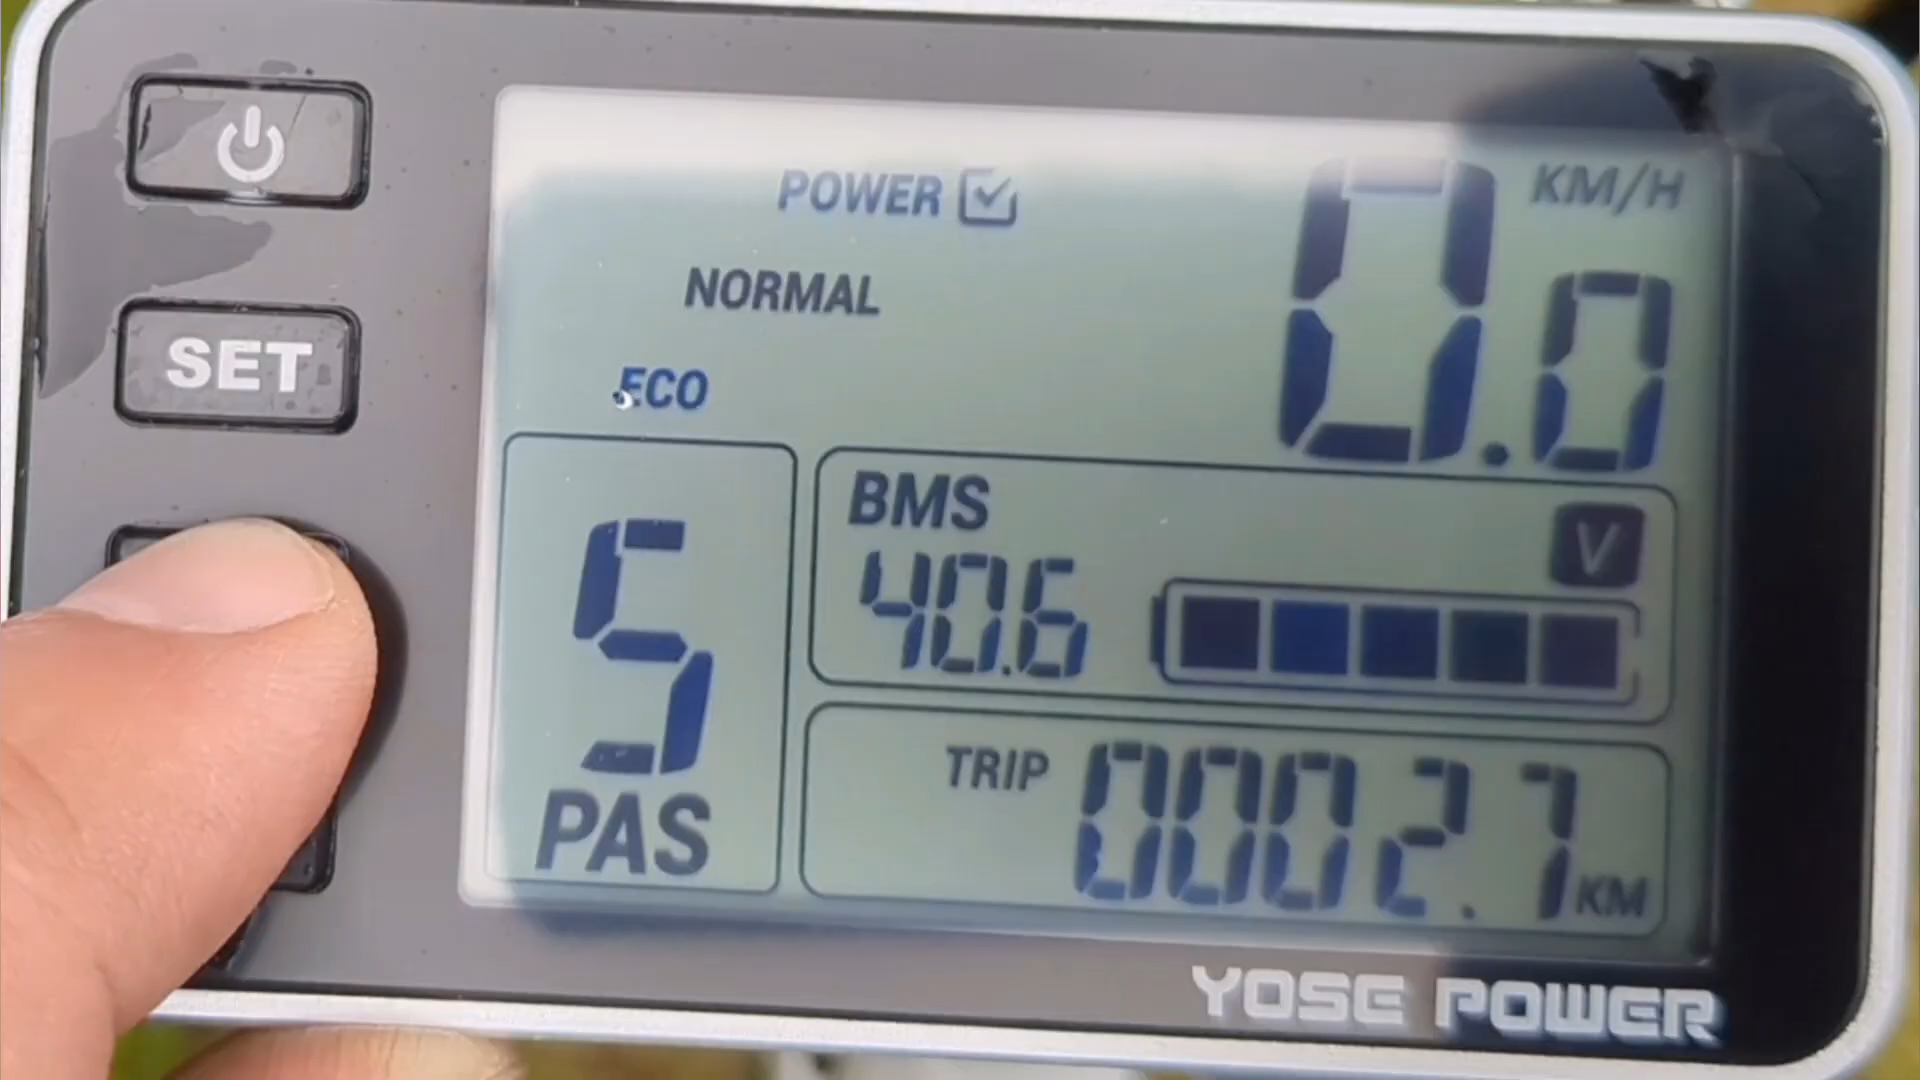 POWER
KM/H
0.0
NORMAL
SET
ECO
BMS
V
40.6
5
PAS
TRIP 0002.7 KM
YOSE POWER